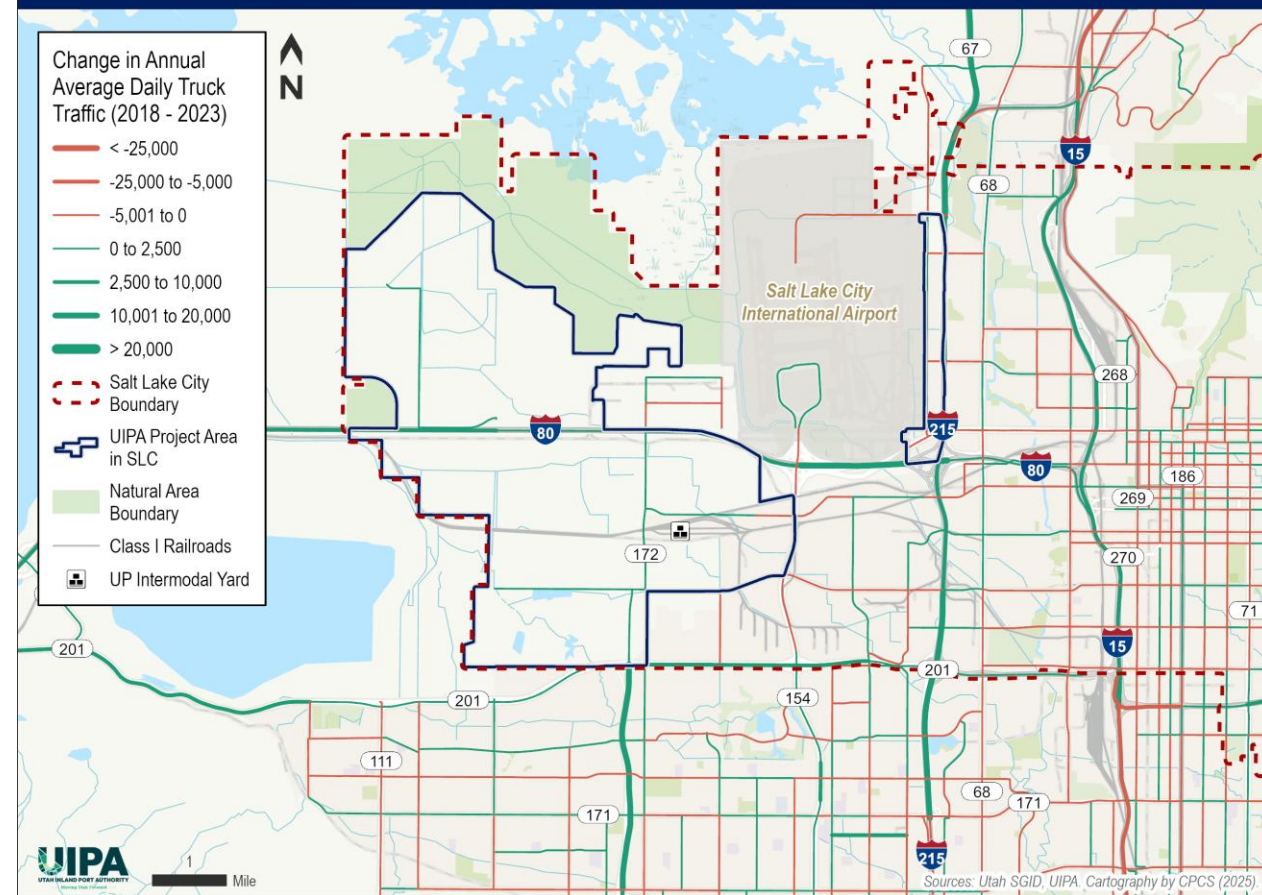 Change in Annual
Average Daily Truck
Traffic (2018 - 2023)
< -25,000
-25,000 to -5,000
-5,001 to 0
0 to 2,500
2,500 to 10,000
10,001 to 20,000
> 20,000
Salt Lake City
Boundary
UIPA Project Area
in SLC
Natural Area
Boundary
Class I Railroads
UP Intermodal Yard
N
67
15
68
Salt Lake City
International Airport
268
80
215
80
186
269
172
270
71
15
201
201
201
154
111
68
171
171
215
UIPA
UTAH INLAND PORT AUTHORITY
1
Mile
Sources: Utah SGID, UIPA, Cartography by CPCS (2025).